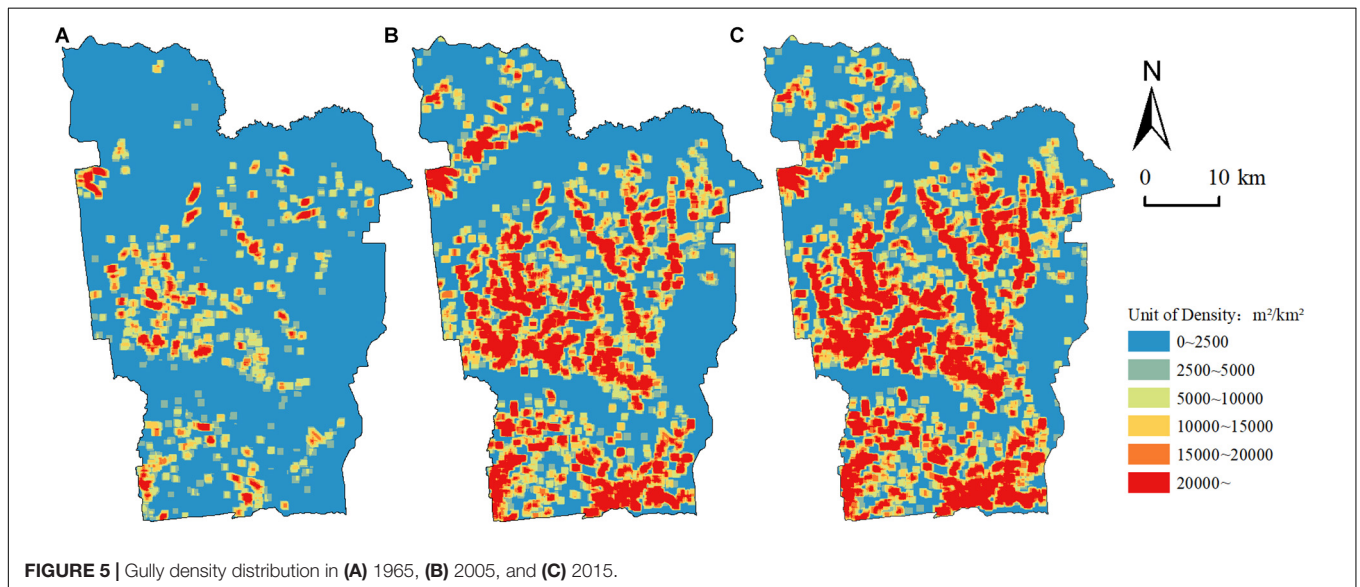 A
B
C
N
0 10 km
Unit of Density: m²/km²
0~2500
2500~5000
5000~10000
10000~15000
15000~20000
20000~
FIGURE 5 | Gully density distribution in (A) 1965, (B) 2005, and (C) 2015.